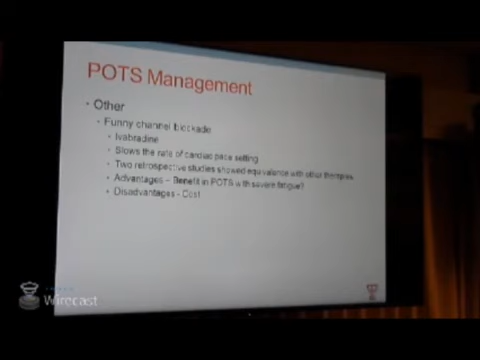 POTS Management
• Other
• Funny channel blockade
• Ivabradine
• Slows the rate of cardiac pace setting
• Two retrospective studies showed equivalence with other therapies
• Advantages – Benefit in POTS with severe fatigue?
• Disadvantages - Cost
Wirecast